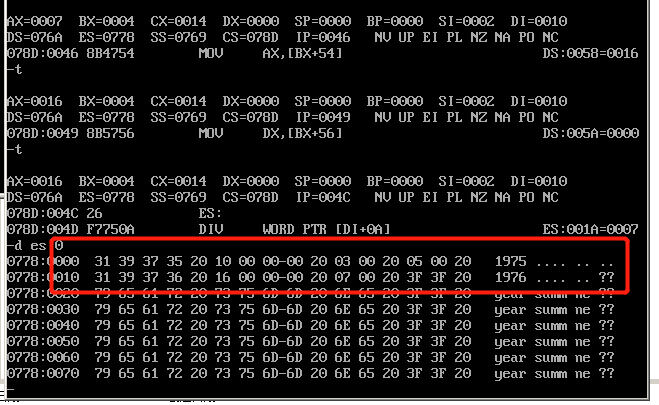 AX=0007  BX=0004  CX=0014  DX=0000  SP=0000  BP=0000  SI=0002  DI=0010
DS=076A  ES=0778  SS=0769  CS=078D  IP=0046   NV UP EI PL NZ NA PO NC
078D:0046 8B4754        MOV     AX,[BX+54]                         DS:0058=0016
-t
AX=0016  BX=0004  CX=0014  DX=0000  SP=0000  BP=0000  SI=0002  DI=0010
DS=076A  ES=0778  SS=0769  CS=078D  IP=0049   NV UP EI PL NZ NA PO NC
078D:0049 8B5756        MOV     DX,[BX+56]                         DS:005A=0000
-t
AX=0016  BX=0004  CX=0014  DX=0000  SP=0000  BP=0000  SI=0002  DI=0010
DS=076A  ES=0778  SS=0769  CS=078D  IP=004C   NV UP EI PL NZ NA PO NC
078D:004C 26            ES:
078D:004D F7750A        DIV     WORD PTR [DI+0A]                   ES:001A=0007
-d es:0
0778:0000  31 39 37 35 20 10 00 00-00 20 03 00 20 05 00 20   1975 .... .. ..
0778:0010  31 39 37 36 20 16 00 00-00 20 07 00 20 3F 3F 20   1976 .... .. ??
0778:0020  79 65 61 72 20 73 75 6D-6D 20 6E 65 20 3F 3F 20   year summ ne ??
0778:0030  79 65 61 72 20 73 75 6D-6D 20 6E 65 20 3F 3F 20   year summ ne ??
0778:0040  79 65 61 72 20 73 75 6D-6D 20 6E 65 20 3F 3F 20   year summ ne ??
0778:0050  79 65 61 72 20 73 75 6D-6D 20 6E 65 20 3F 3F 20   year summ ne ??
0778:0060  79 65 61 72 20 73 75 6D-6D 20 6E 65 20 3F 3F 20   year summ ne ??
0778:0070  79 65 61 72 20 73 75 6D-6D 20 6E 65 20 3F 3F 20   year summ ne ??
-